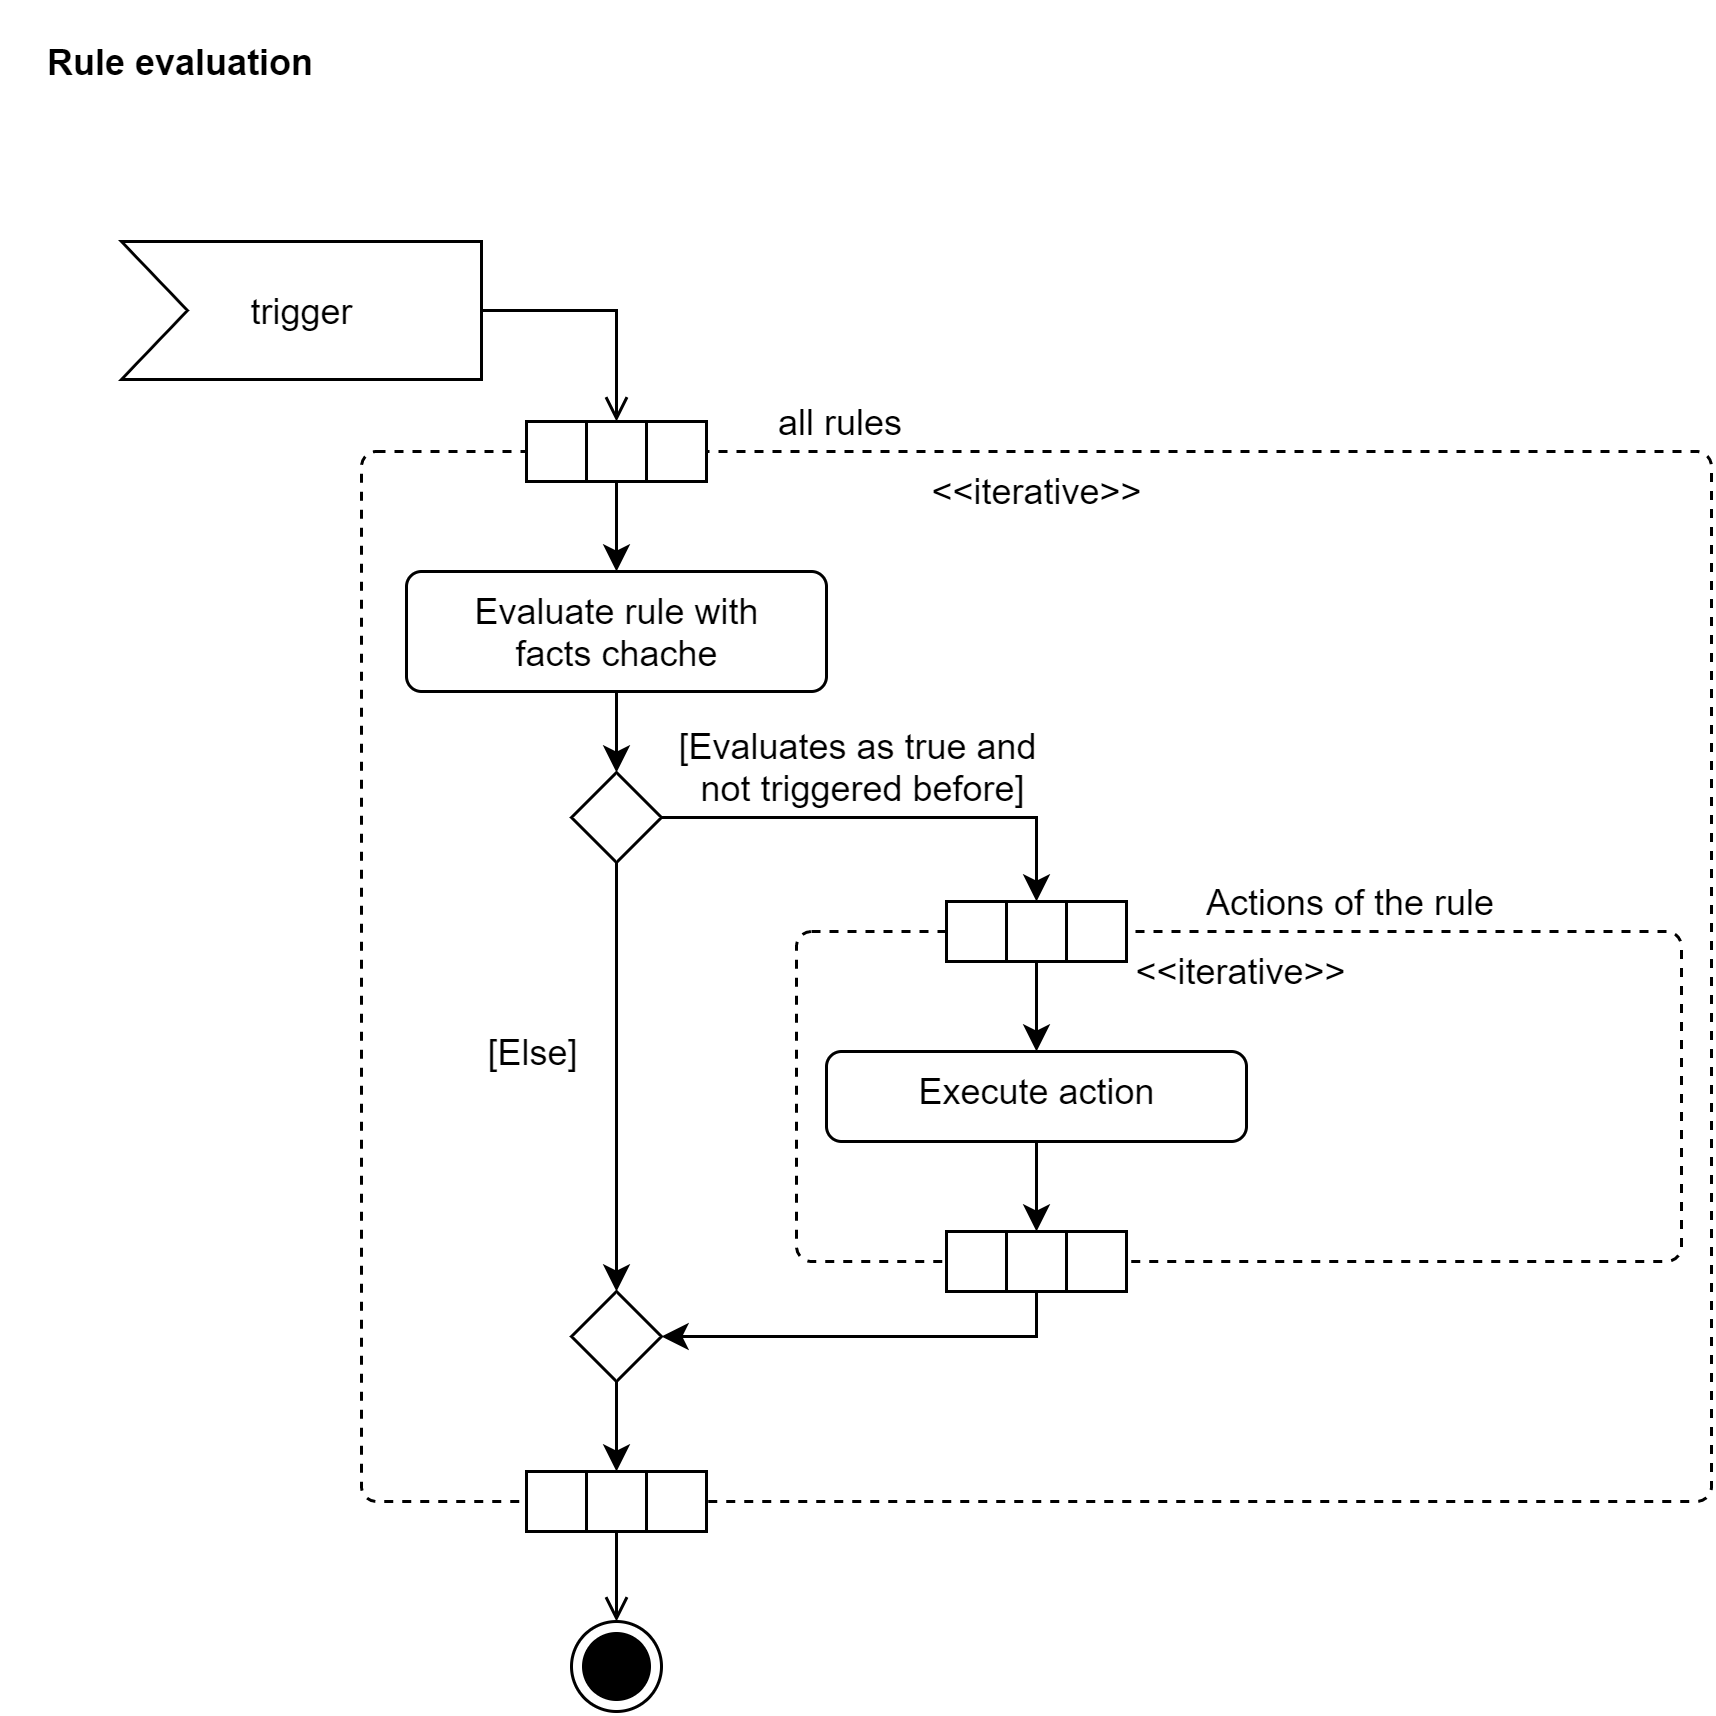 Rule evaluation
trigger
all rules
<<iterative>>
Evaluate rule with
facts chache
[Evaluates as true and
not triggered before]
Actions of the rule
<<iterative>>
[Else]
Execute action